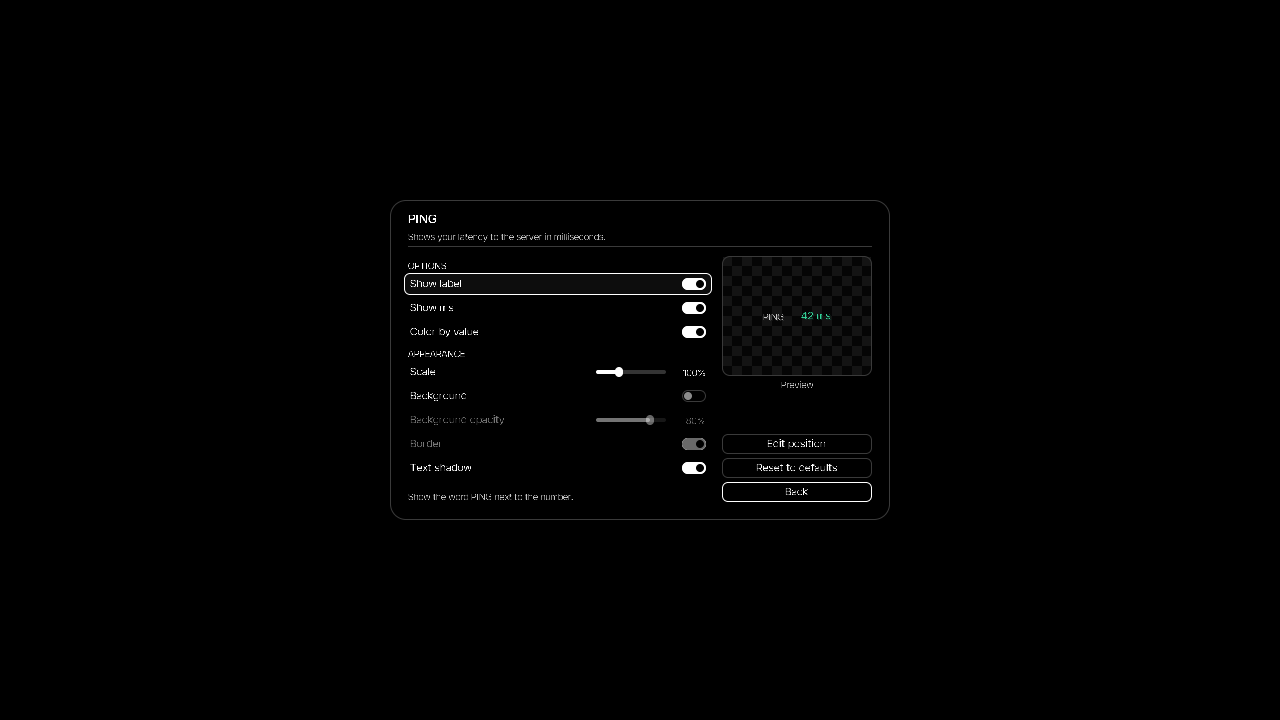 PING
Shows your latency to the server in milliseconds.
OPTIONS
Show label
Show ms
Color by value
APPEARANCE
Scale 100%
Background
Background opacity 80%
Border
Text shadow
Show the word PING next to the number.
PING 42 ms
Preview
Edit position
Reset to defaults
Back